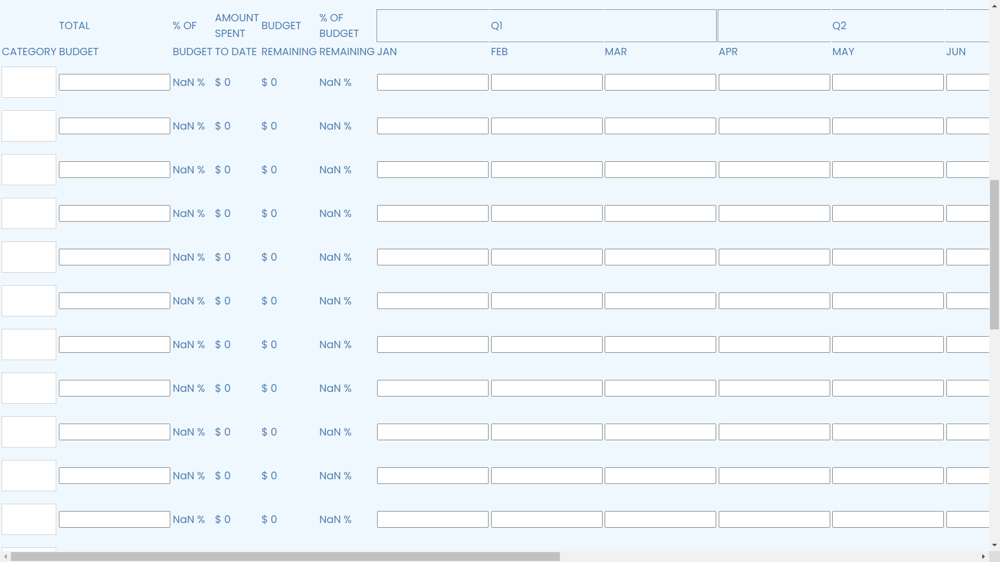 TOTAL % OF AMOUNT SPENT BUDGET % OF BUDGET Q1 Q2
CATEGORY BUDGET BUDGET TO DATE REMAINING REMAINING JAN FEB MAR APR MAY JUN
NaN % $ 0 $ 0 NaN %
NaN % $ 0 $ 0 NaN %
NaN % $ 0 $ 0 NaN %
NaN % $ 0 $ 0 NaN %
NaN % $ 0 $ 0 NaN %
NaN % $ 0 $ 0 NaN %
NaN % $ 0 $ 0 NaN %
NaN % $ 0 $ 0 NaN %
NaN % $ 0 $ 0 NaN %
NaN % $ 0 $ 0 NaN %
NaN % $ 0 $ 0 NaN %